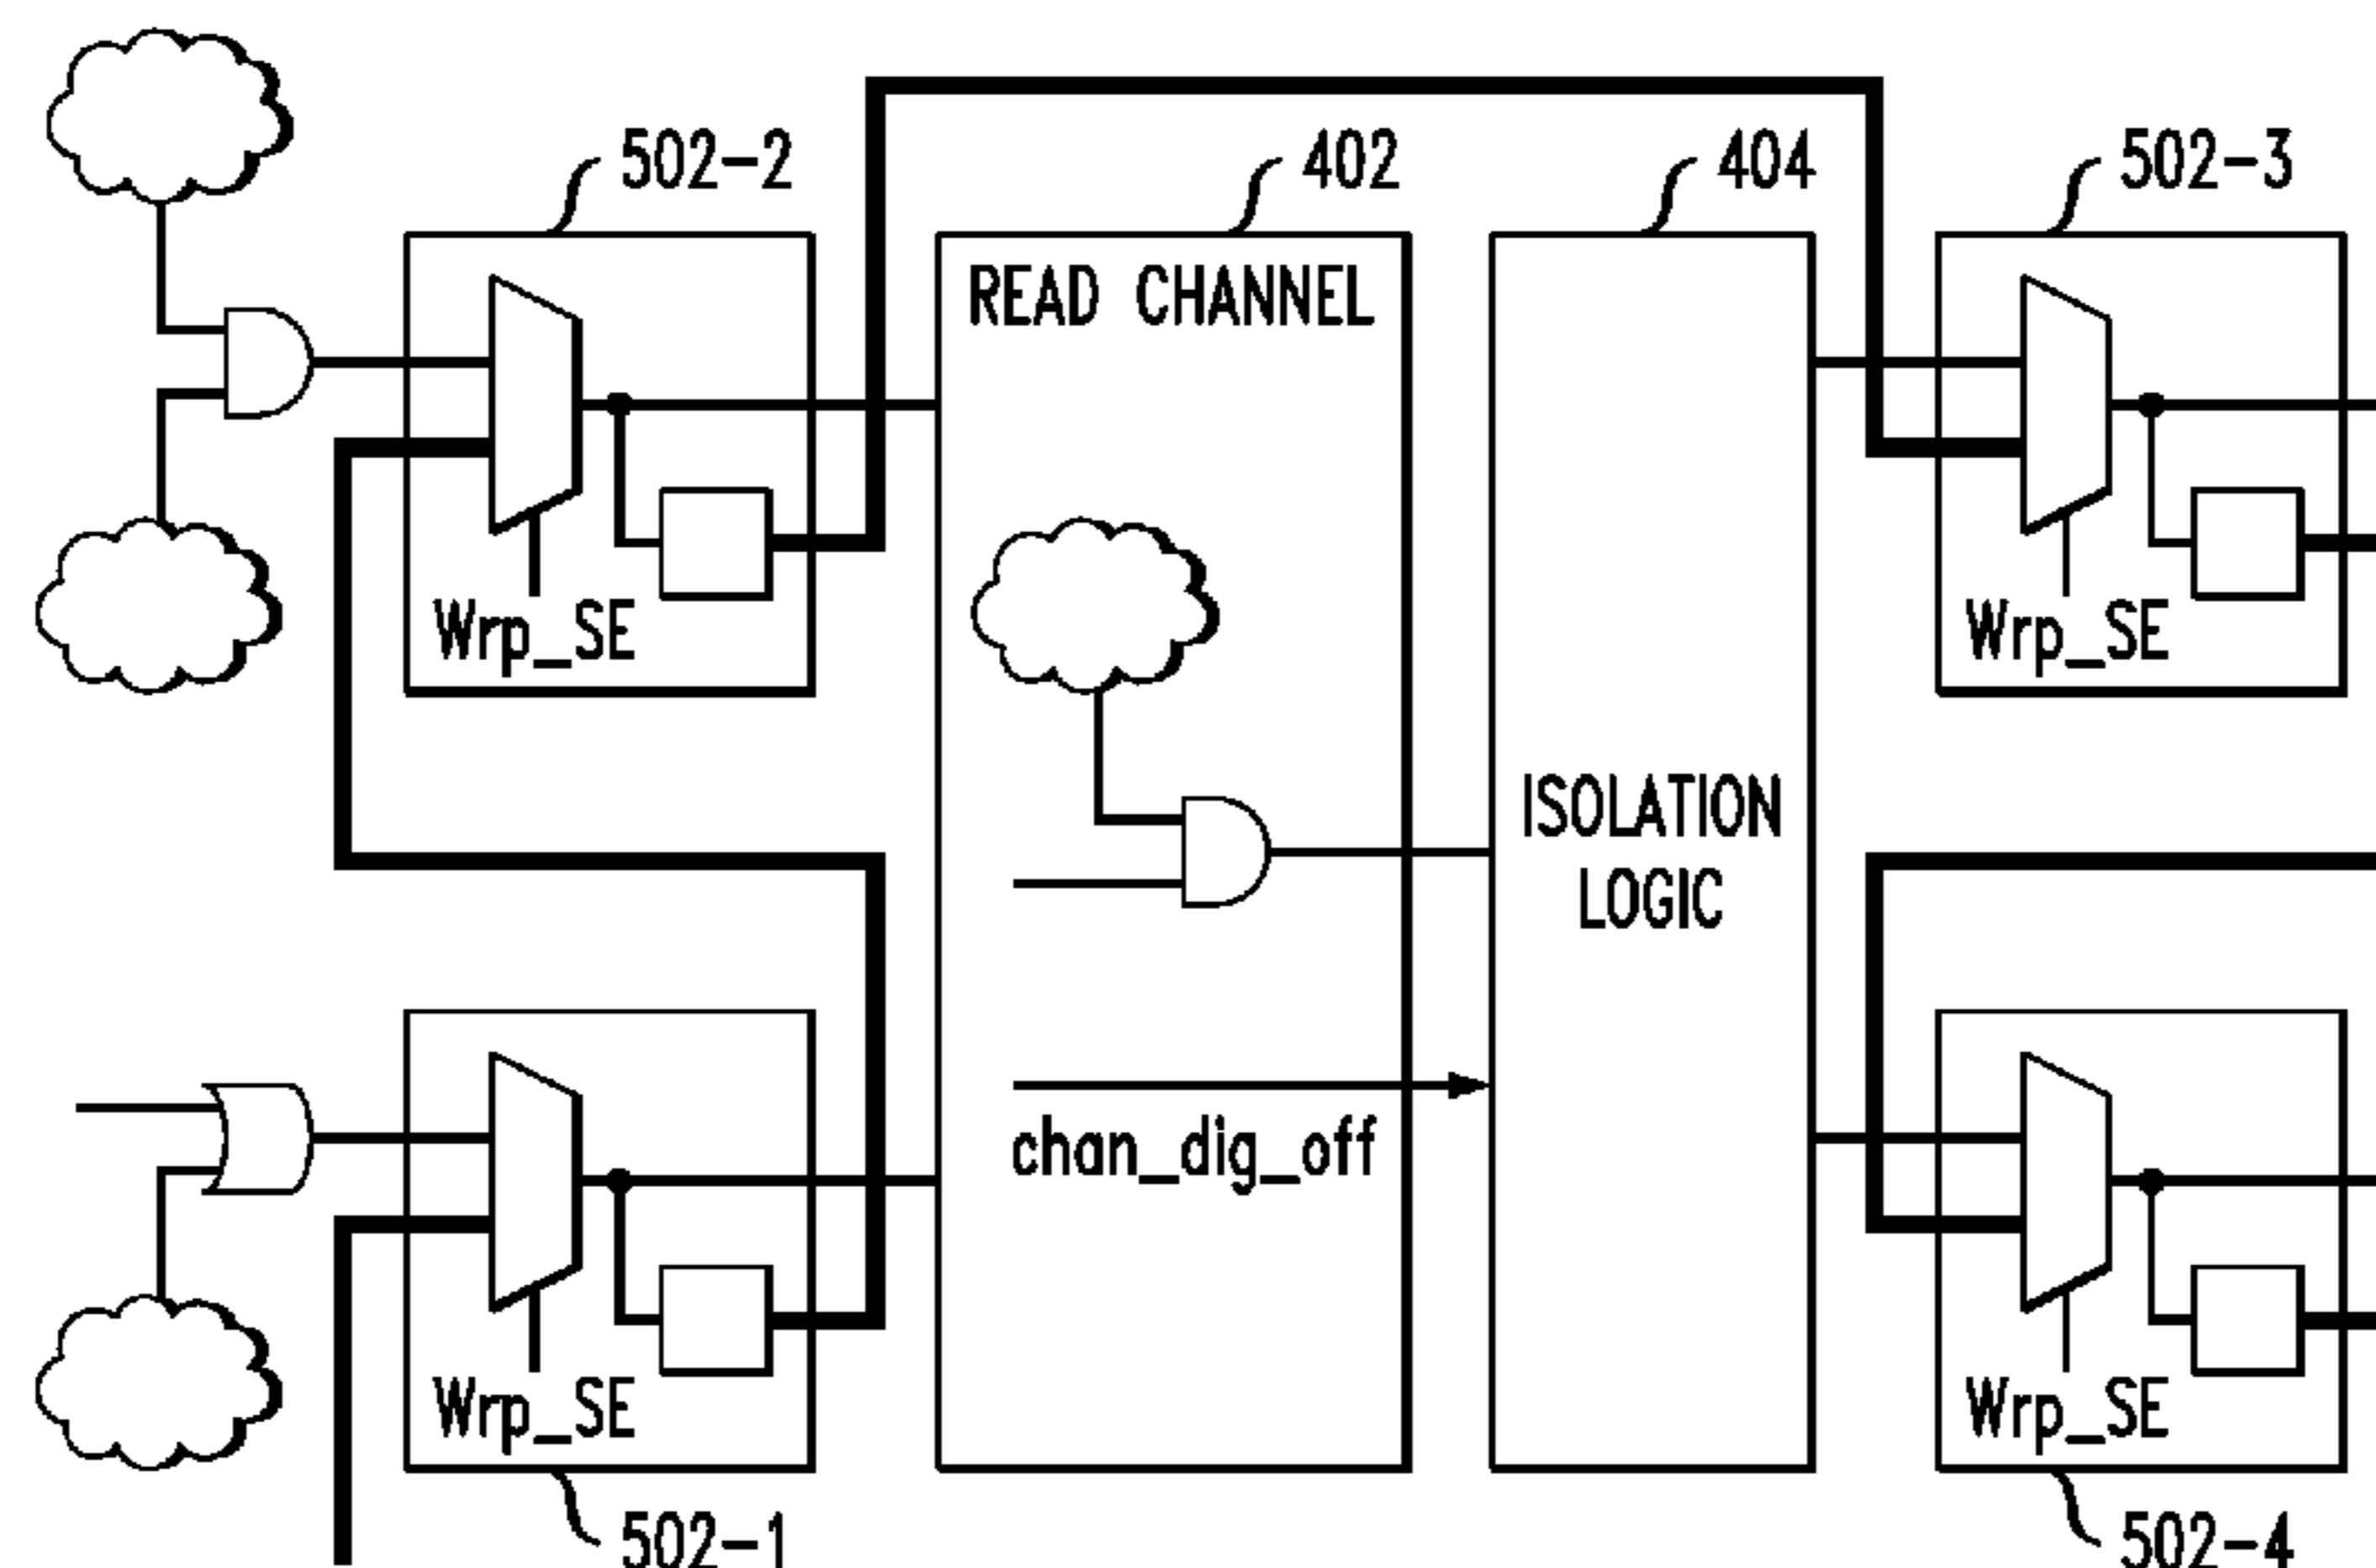 502-2
402
404
502-3
READ CHANNEL
Wrp_SE
Wrp_SE
ISOLATION
LOGIC
chan_dig_off
Wrp_SE
Wrp_SE
502-1
502-4